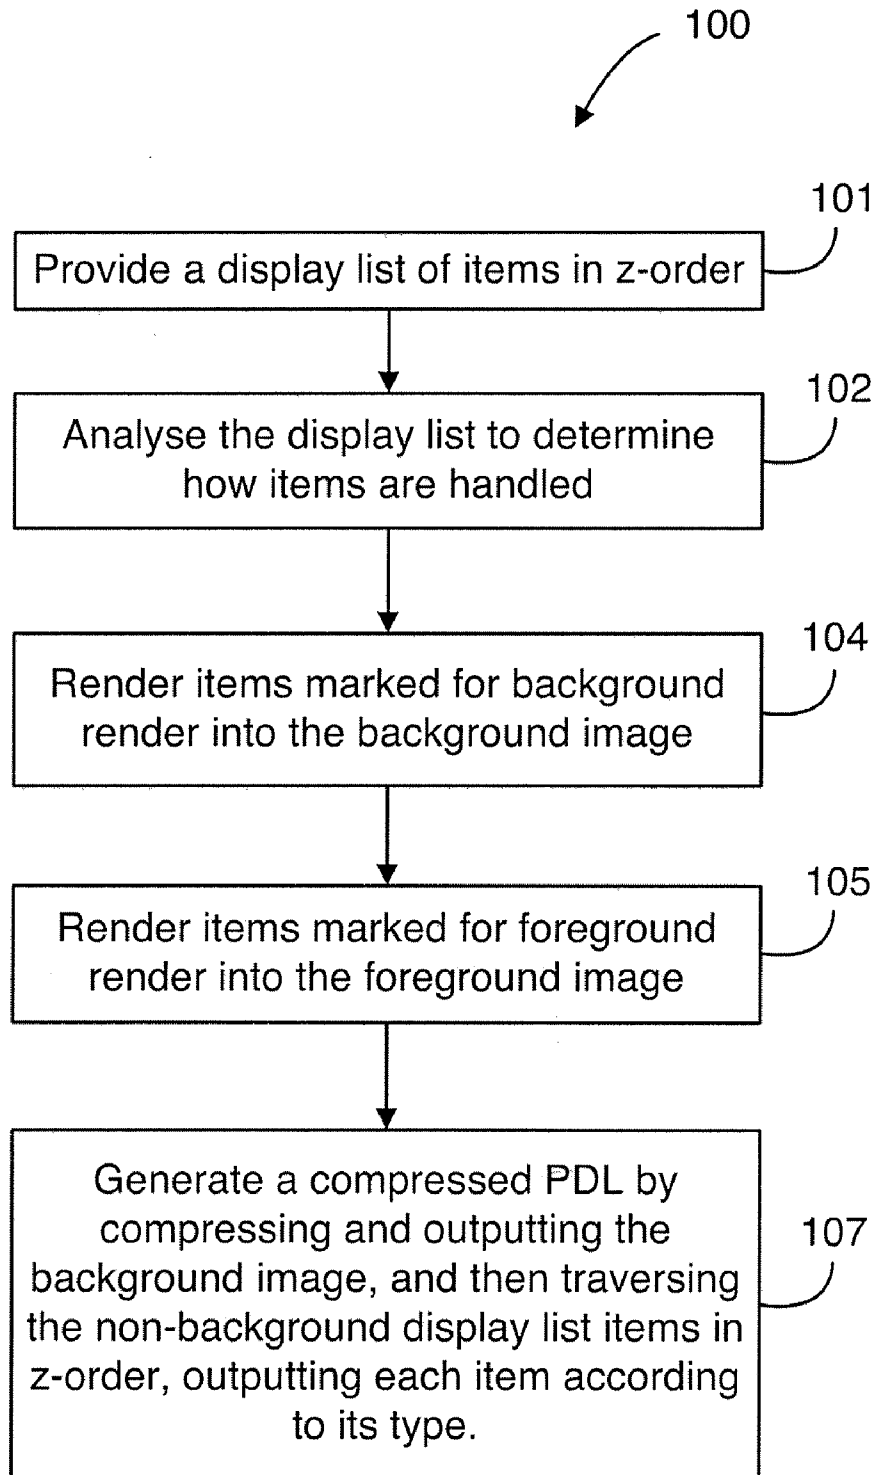 100
101
Provide a display list of items in z-order
102
Analyse the display list to determine
how items are handled
104
Render items marked for background
render into the background image
105
Render items marked for foreground
render into the foreground image
107
Generate a compressed PDL by
compressing and outputting the
background image, and then traversing
the non-background display list items in
z-order, outputting each item according
to its type.